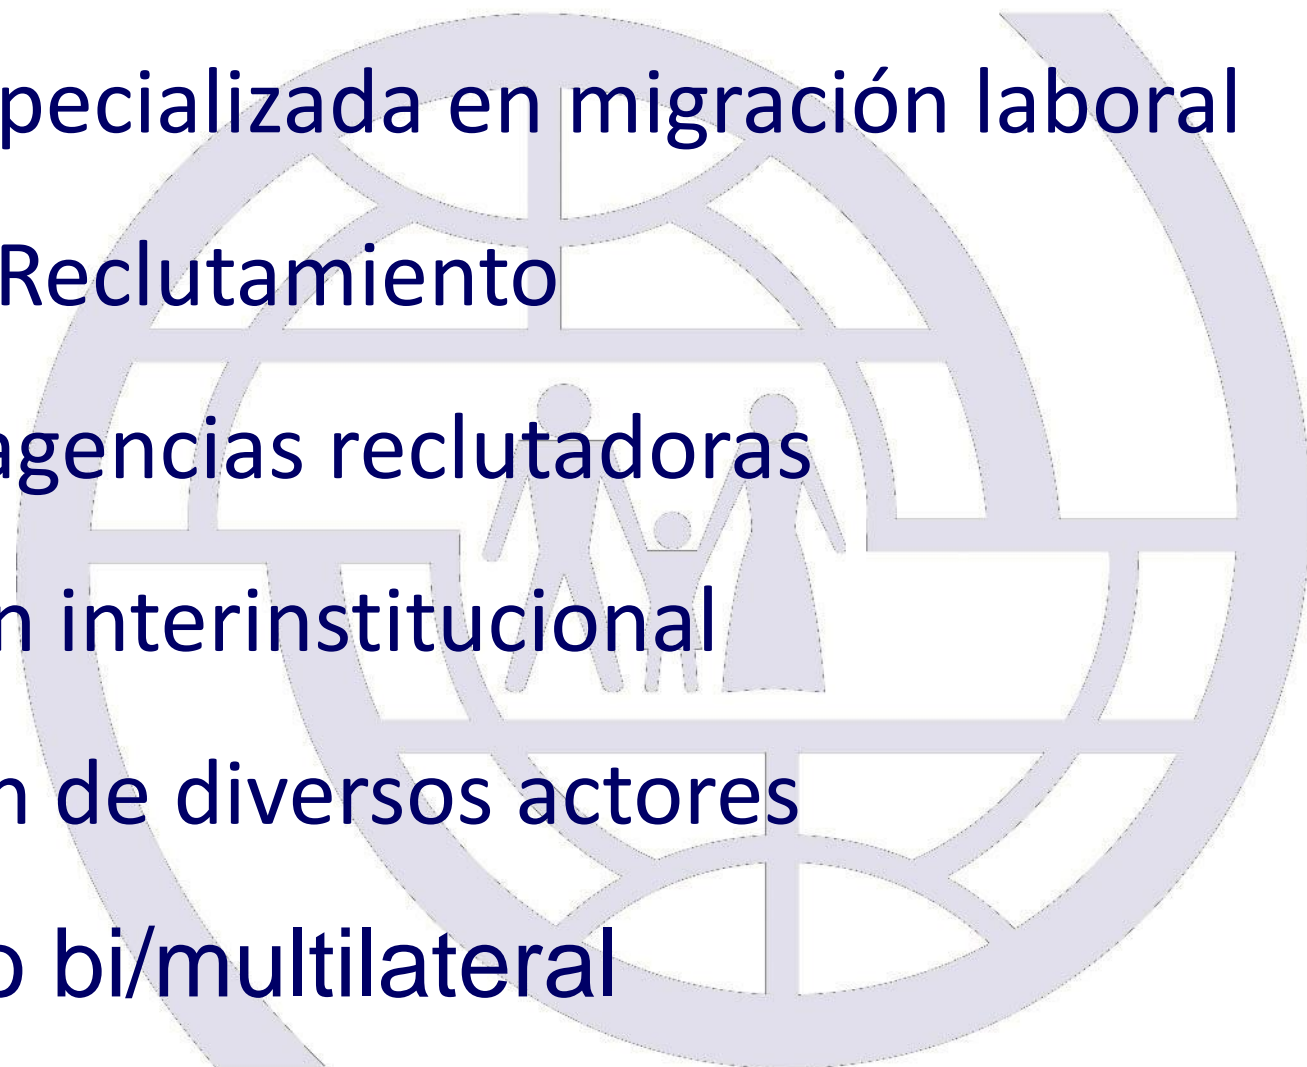 pecializada en migración laboral
Reclutamiento
agencias reclutadoras
n interinstitucional
n de diversos actores
o bi/multilateral